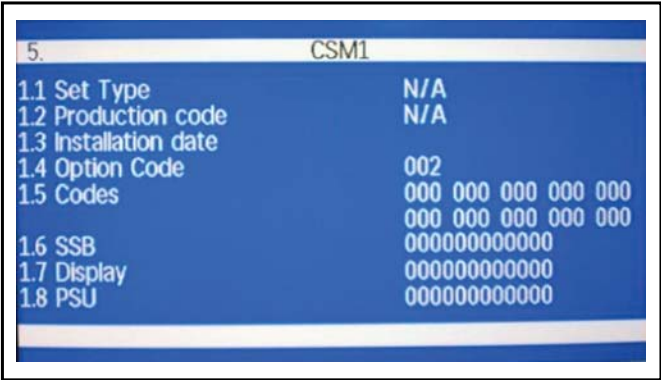 5. CSM1
1.1 Set Type N/A
1.2 Production code N/A
1.3 Installation date
1.4 Option Code 002
1.5 Codes 000 000 000 000 000
000 000 000 000 000
1.6 SSB 000000000000
1.7 Display 000000000000
1.8 PSU 000000000000